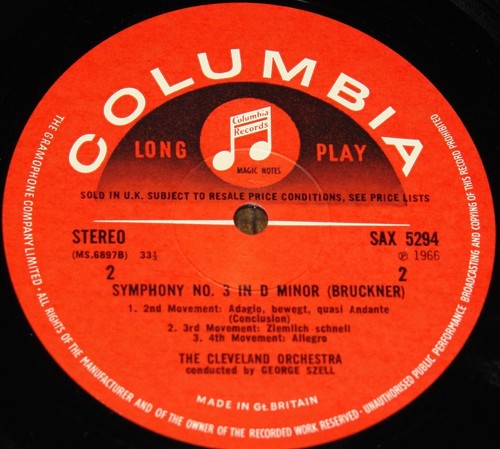 COLUMBIA
Columbia
Records
LONG PLAY
MAGIC NOTES
SOLD IN U.K. SUBJECT TO RESALE PRICE CONDITIONS, SEE PRICE LISTS
STEREO SAX 5294
(MS.6897B) 33⅓ ℗ 1966
2 2
SYMPHONY NO. 3 IN D MINOR (BRUCKNER)
1. 2nd Movement: Adagio, bewegt, quasi Andante
(Conclusion)
2. 3rd Movement: Ziemlich schnell
3. 4th Movement: Allegro
THE CLEVELAND ORCHESTRA
conducted by GEORGE SZELL
MADE IN Gt. BRITAIN
THE GRAMOPHONE COMPANY LIMITED · ALL RIGHTS OF THE MANUFACTURER AND OF THE OWNER OF THE RECORDED WORK RESERVED · UNAUTHORISED PUBLIC PERFORMANCE BROADCASTING AND COPYING OF THIS RECORD PROHIBITED